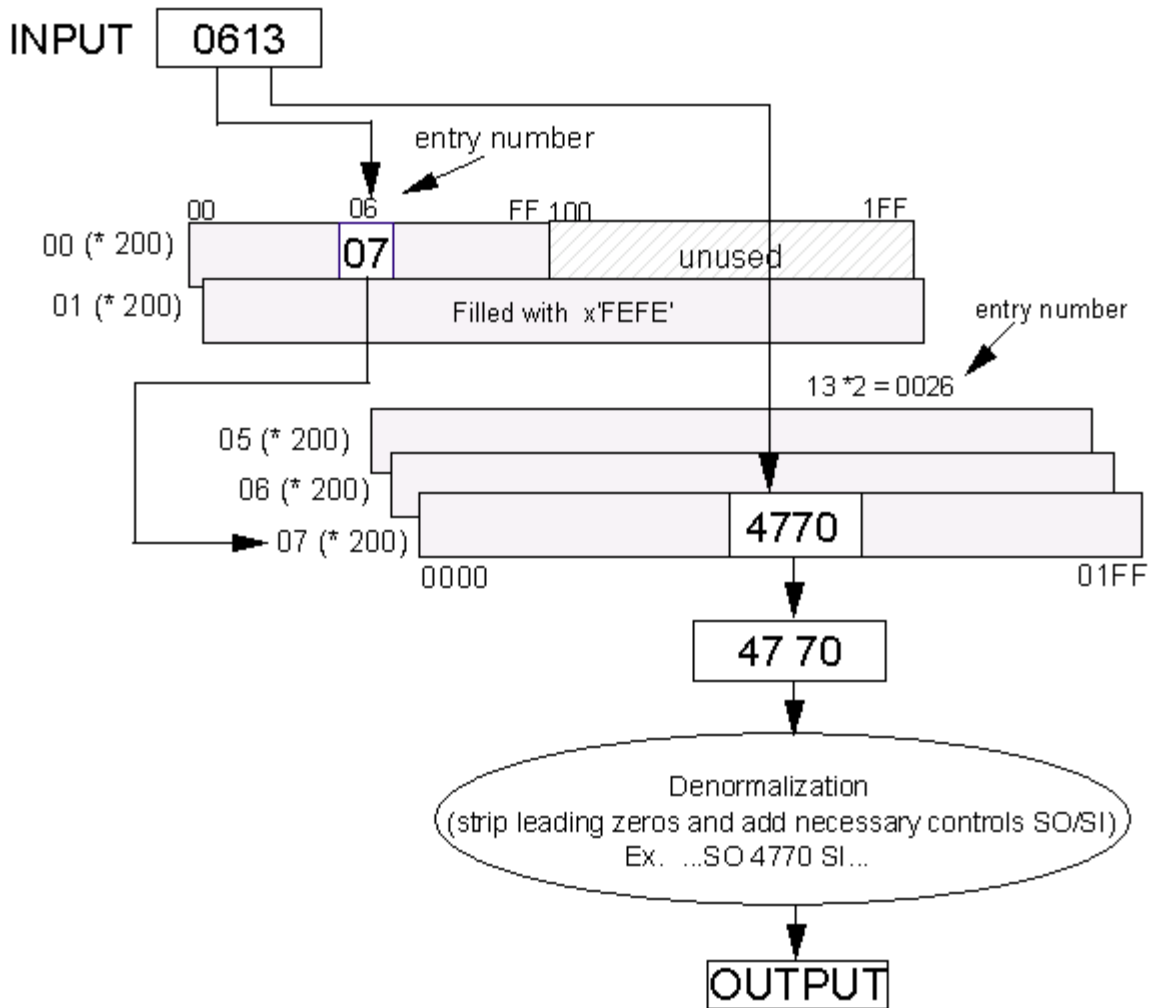 INPUT 0613
entry number
00 06 FF 100 1FF
00 (* 200) 07 unused
01 (* 200) Filled with x'FEFE'
entry number
13 *2 = 0026
05 (* 200)
06 (* 200)
07 (* 200) 4770
0000 01FF
47 70
Denormalization
(strip leading zeros and add necessary controls SO/SI)
Ex. ...SO 4770 SI...
OUTPUT